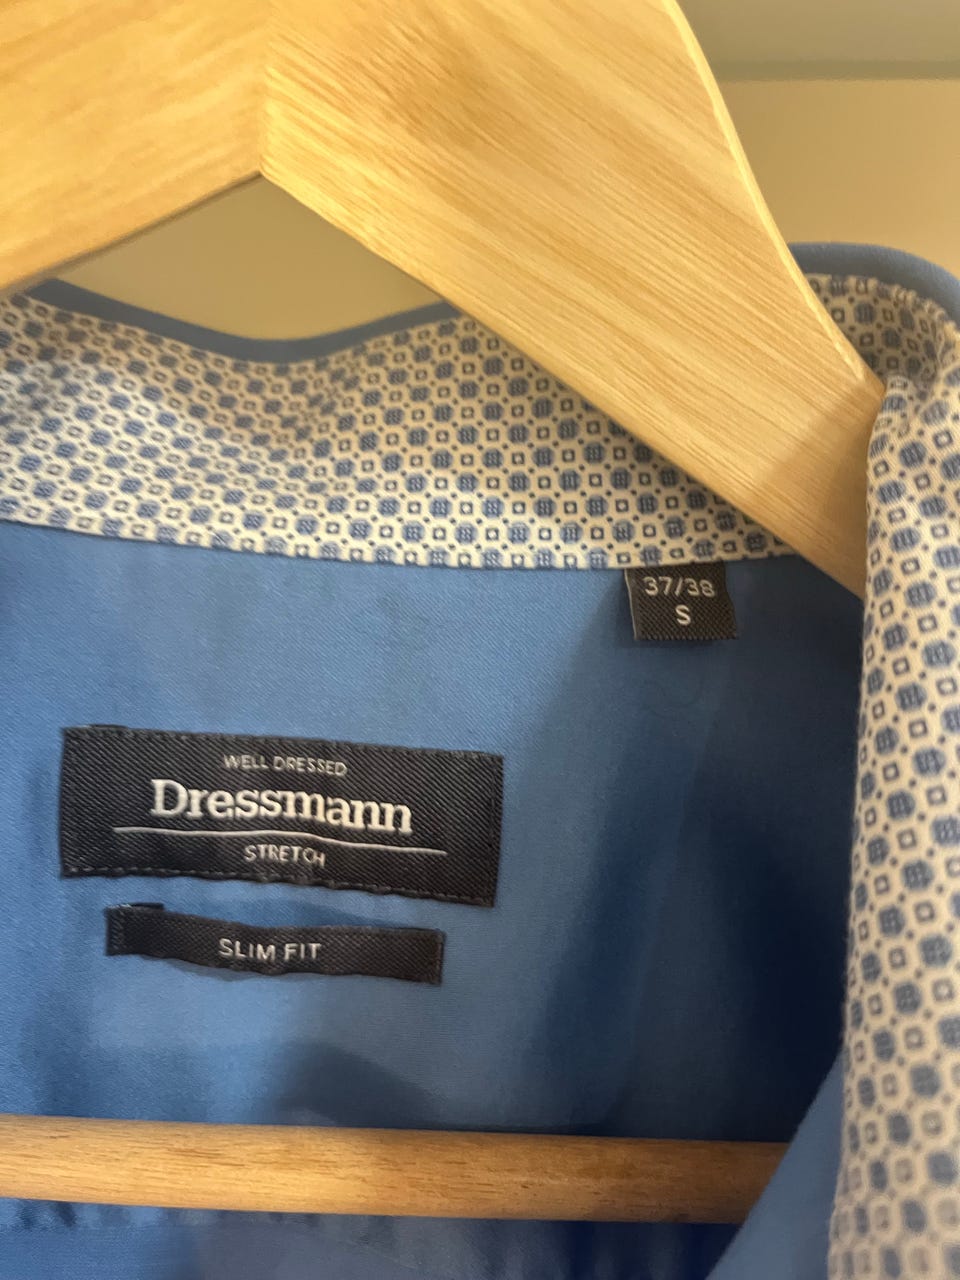 37/38
S
WELL DRESSED
Dressmann
STRETCH
SLIM FIT